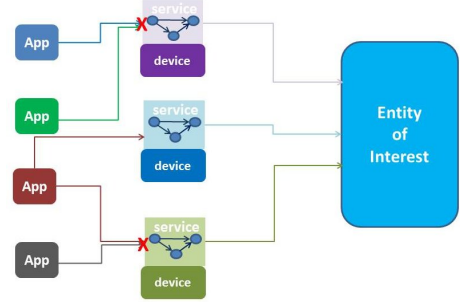 service
App
device
App
service
Entity
of
Interest
device
App
service
App
device